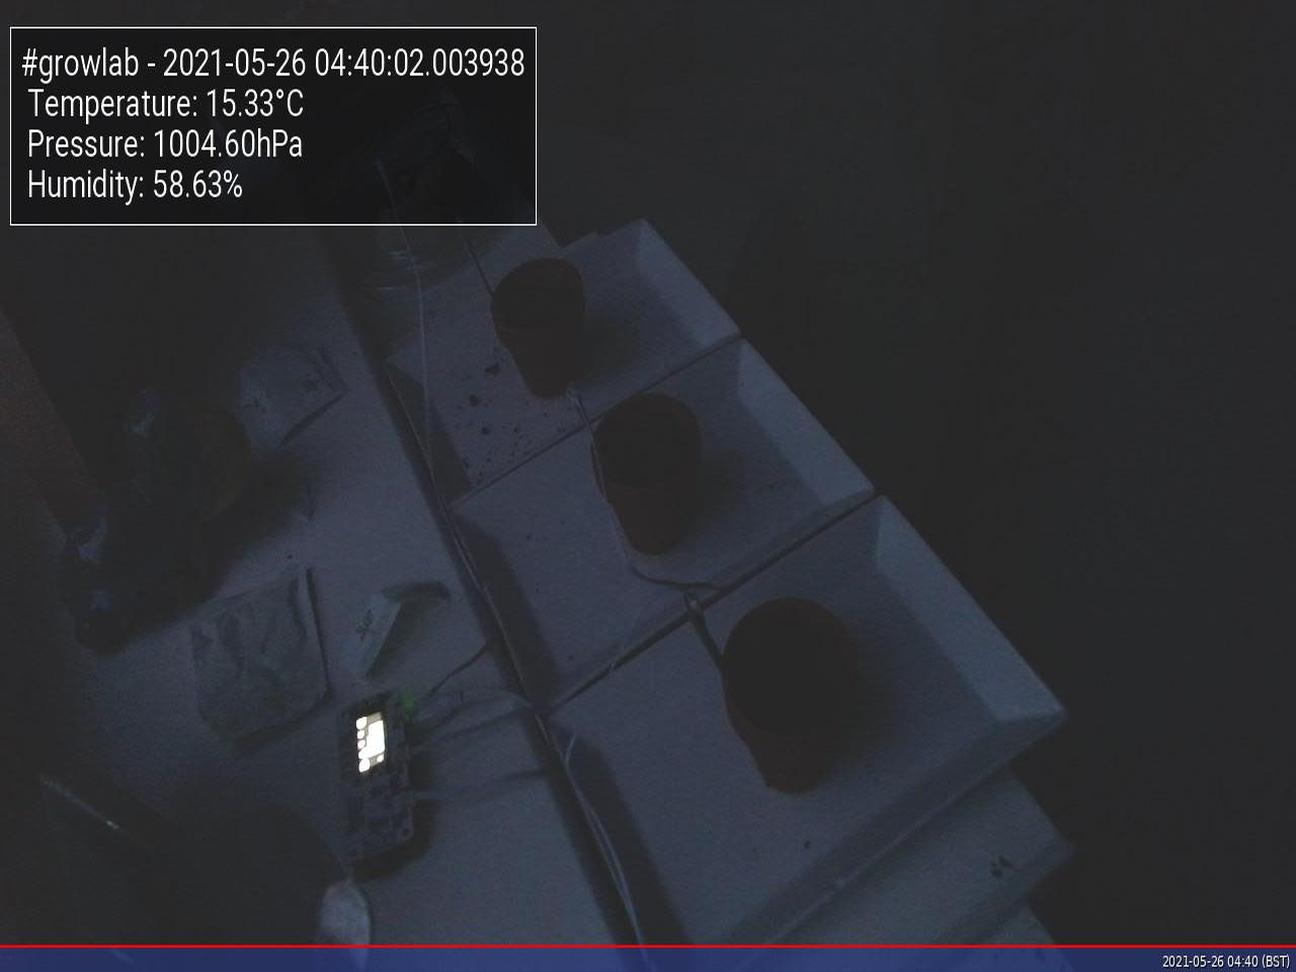 #growlab - 2021-05-26 04:40:02.003938
Temperature: 15.33°C
Pressure: 1004.60hPa
Humidity: 58.63%
2021-05-26 04:40 (BST)